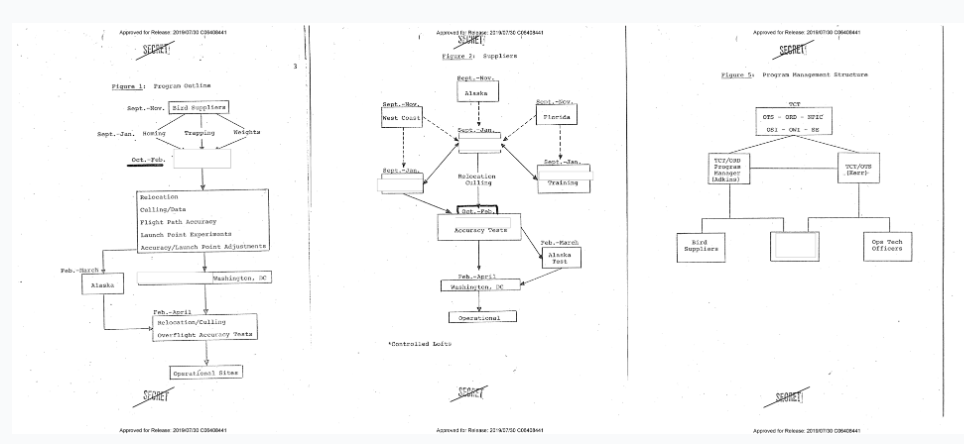 Approved for Release: 2019/07/30 C06408441
SECRET
3
Figure 1: Program Outline
Sept.-Nov. Bird Suppliers
Sept.-Jan. Homing Trapping Weights
Oct.-Feb.
Relocation
Culling/Data
Flight Path Accuracy
Launch Point Experiments
Accuracy/Launch Point Adjustments
Feb.-March
Alaska
Washington, DC
Feb.-April
Relocation/Culling
Overflight Accuracy Tests
Operational Sites
SECRET
Approved for Release: 2019/07/30 C06408441
Approved for Release: 2019/07/30 C06408441
SECRET
Figure 2: Suppliers
Sept.-Nov.
Alaska
Sept.-Nov.
West Coast
Sept.-Nov.
Florida
Sept.-Jan.
Sept.-Jan.
Sept.-Jan.
Training
Relocation
Culling
Oct.-Feb.
Accuracy Tests
Feb.-March
Alaska
Test
Feb.-April
Washington, DC
Operational
*Controlled Lofts
SECRET
Approved for Release: 2019/07/30 C06408441
Approved for Release: 2019/07/30 C06408441
SECRET
Figure 5: Program Management Structure
TCT
OTS - ORD - NPIC
OSI - OWI - SE
TCT/ORD
Program
Manager
(Adkins)
TCT/OTS
Bird
Suppliers
Ops Tech
Officers
SECRET
Approved for Release: 2019/07/30 C06408441